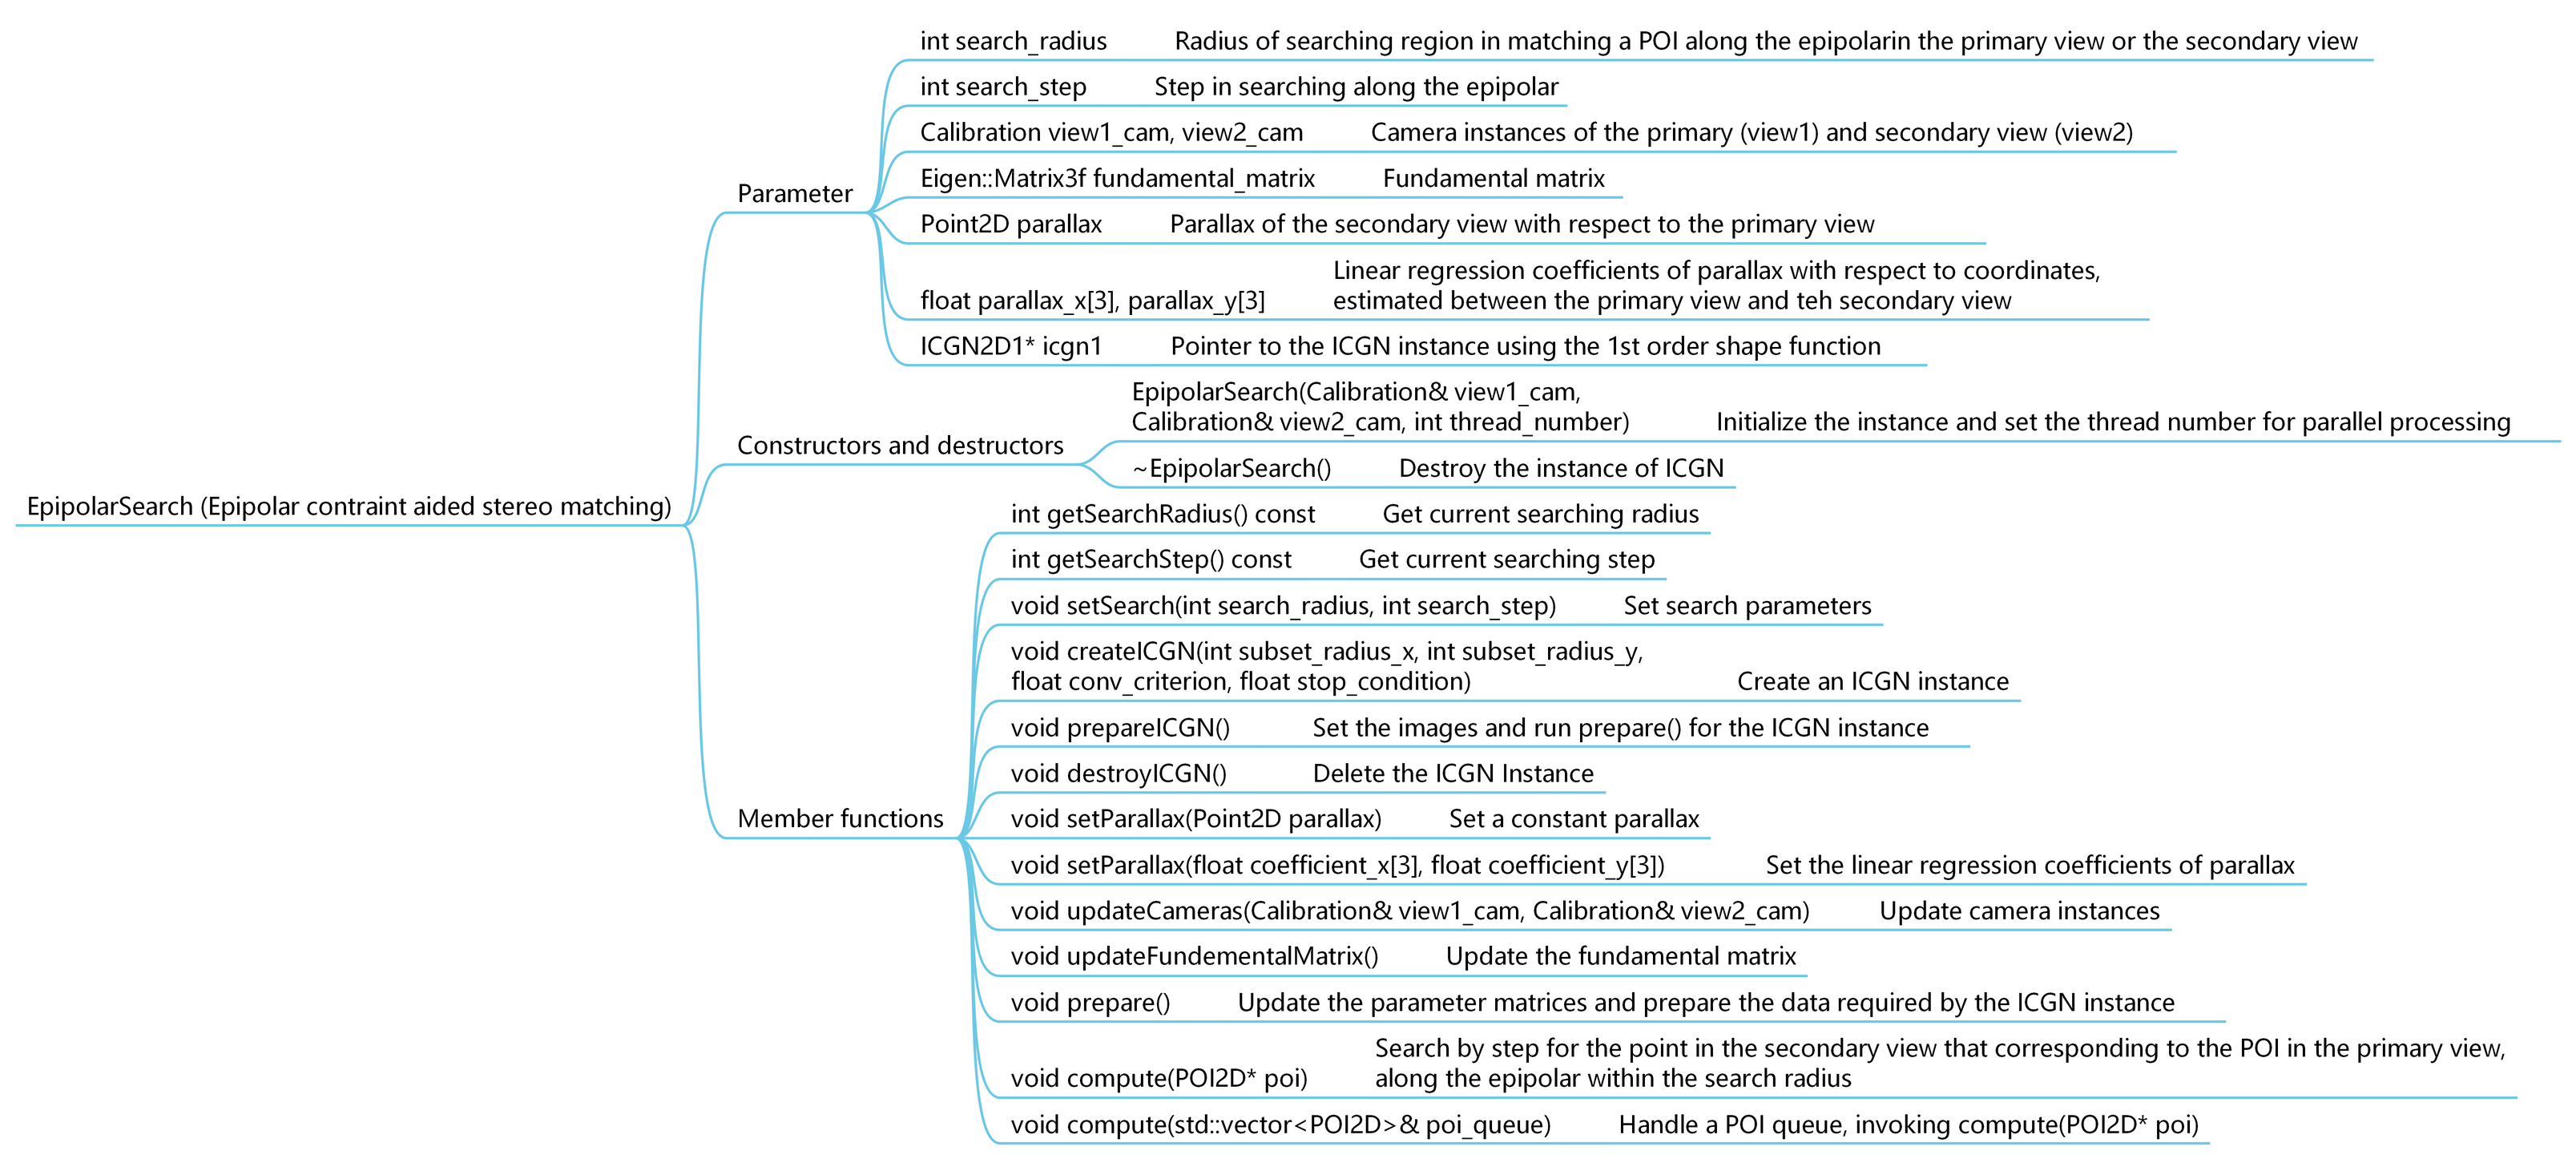 int search_radius Radius of searching region in matching a POI along the epipolarin the primary view or the secondary view
int search_step Step in searching along the epipolar
Calibration view1_cam, view2_cam Camera instances of the primary (view1) and secondary view (view2)
Eigen::Matrix3f fundamental_matrix Fundamental matrix
Parameter
Point2D parallax Parallax of the secondary view with respect to the primary view
Linear regression coefficients of parallax with respect to coordinates,
float parallax_x[3], parallax_y[3] estimated between the primary view and teh secondary view
ICGN2D1* icgn1 Pointer to the ICGN instance using the 1st order shape function
EpipolarSearch(Calibration& view1_cam,
Calibration& view2_cam, int thread_number) Initialize the instance and set the thread number for parallel processing
Constructors and destructors
~EpipolarSearch() Destroy the instance of ICGN
EpipolarSearch (Epipolar contraint aided stereo matching)
int getSearchRadius() const Get current searching radius
int getSearchStep() const Get current searching step
void setSearch(int search_radius, int search_step) Set search parameters
void createICGN(int subset_radius_x, int subset_radius_y,
float conv_criterion, float stop_condition) Create an ICGN instance
void prepareICGN() Set the images and run prepare() for the ICGN instance
void destroyICGN() Delete the ICGN Instance
Member functions
void setParallax(Point2D parallax) Set a constant parallax
void setParallax(float coefficient_x[3], float coefficient_y[3]) Set the linear regression coefficients of parallax
void updateCameras(Calibration& view1_cam, Calibration& view2_cam) Update camera instances
void updateFundementalMatrix() Update the fundamental matrix
void prepare() Update the parameter matrices and prepare the data required by the ICGN instance
Search by step for the point in the secondary view that corresponding to the POI in the primary view,
void compute(POI2D* poi) along the epipolar within the search radius
void compute(std::vector<POI2D>& poi_queue) Handle a POI queue, invoking compute(POI2D* poi)